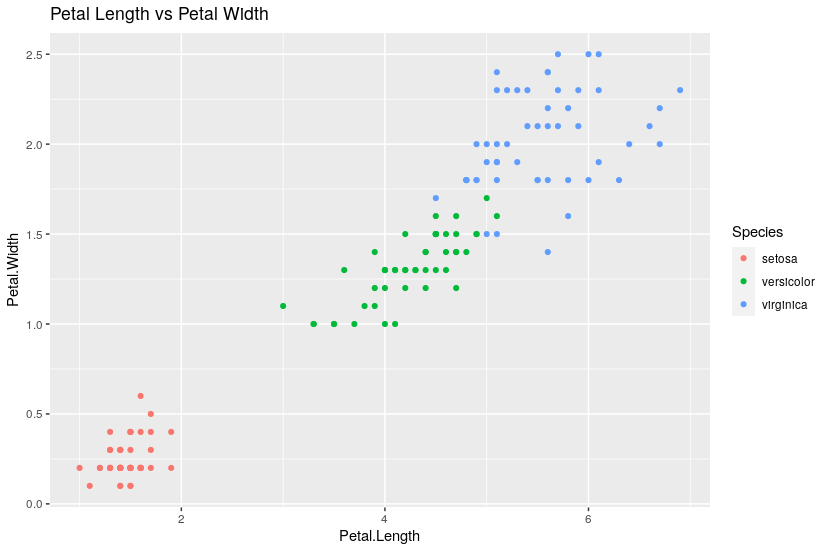 Petal Length vs Petal Width
2.5
2.0
1.5
1.0
0.5
0.0
Petal.Width
2
4
6
Petal.Length
Species
setosa
versicolor
virginica